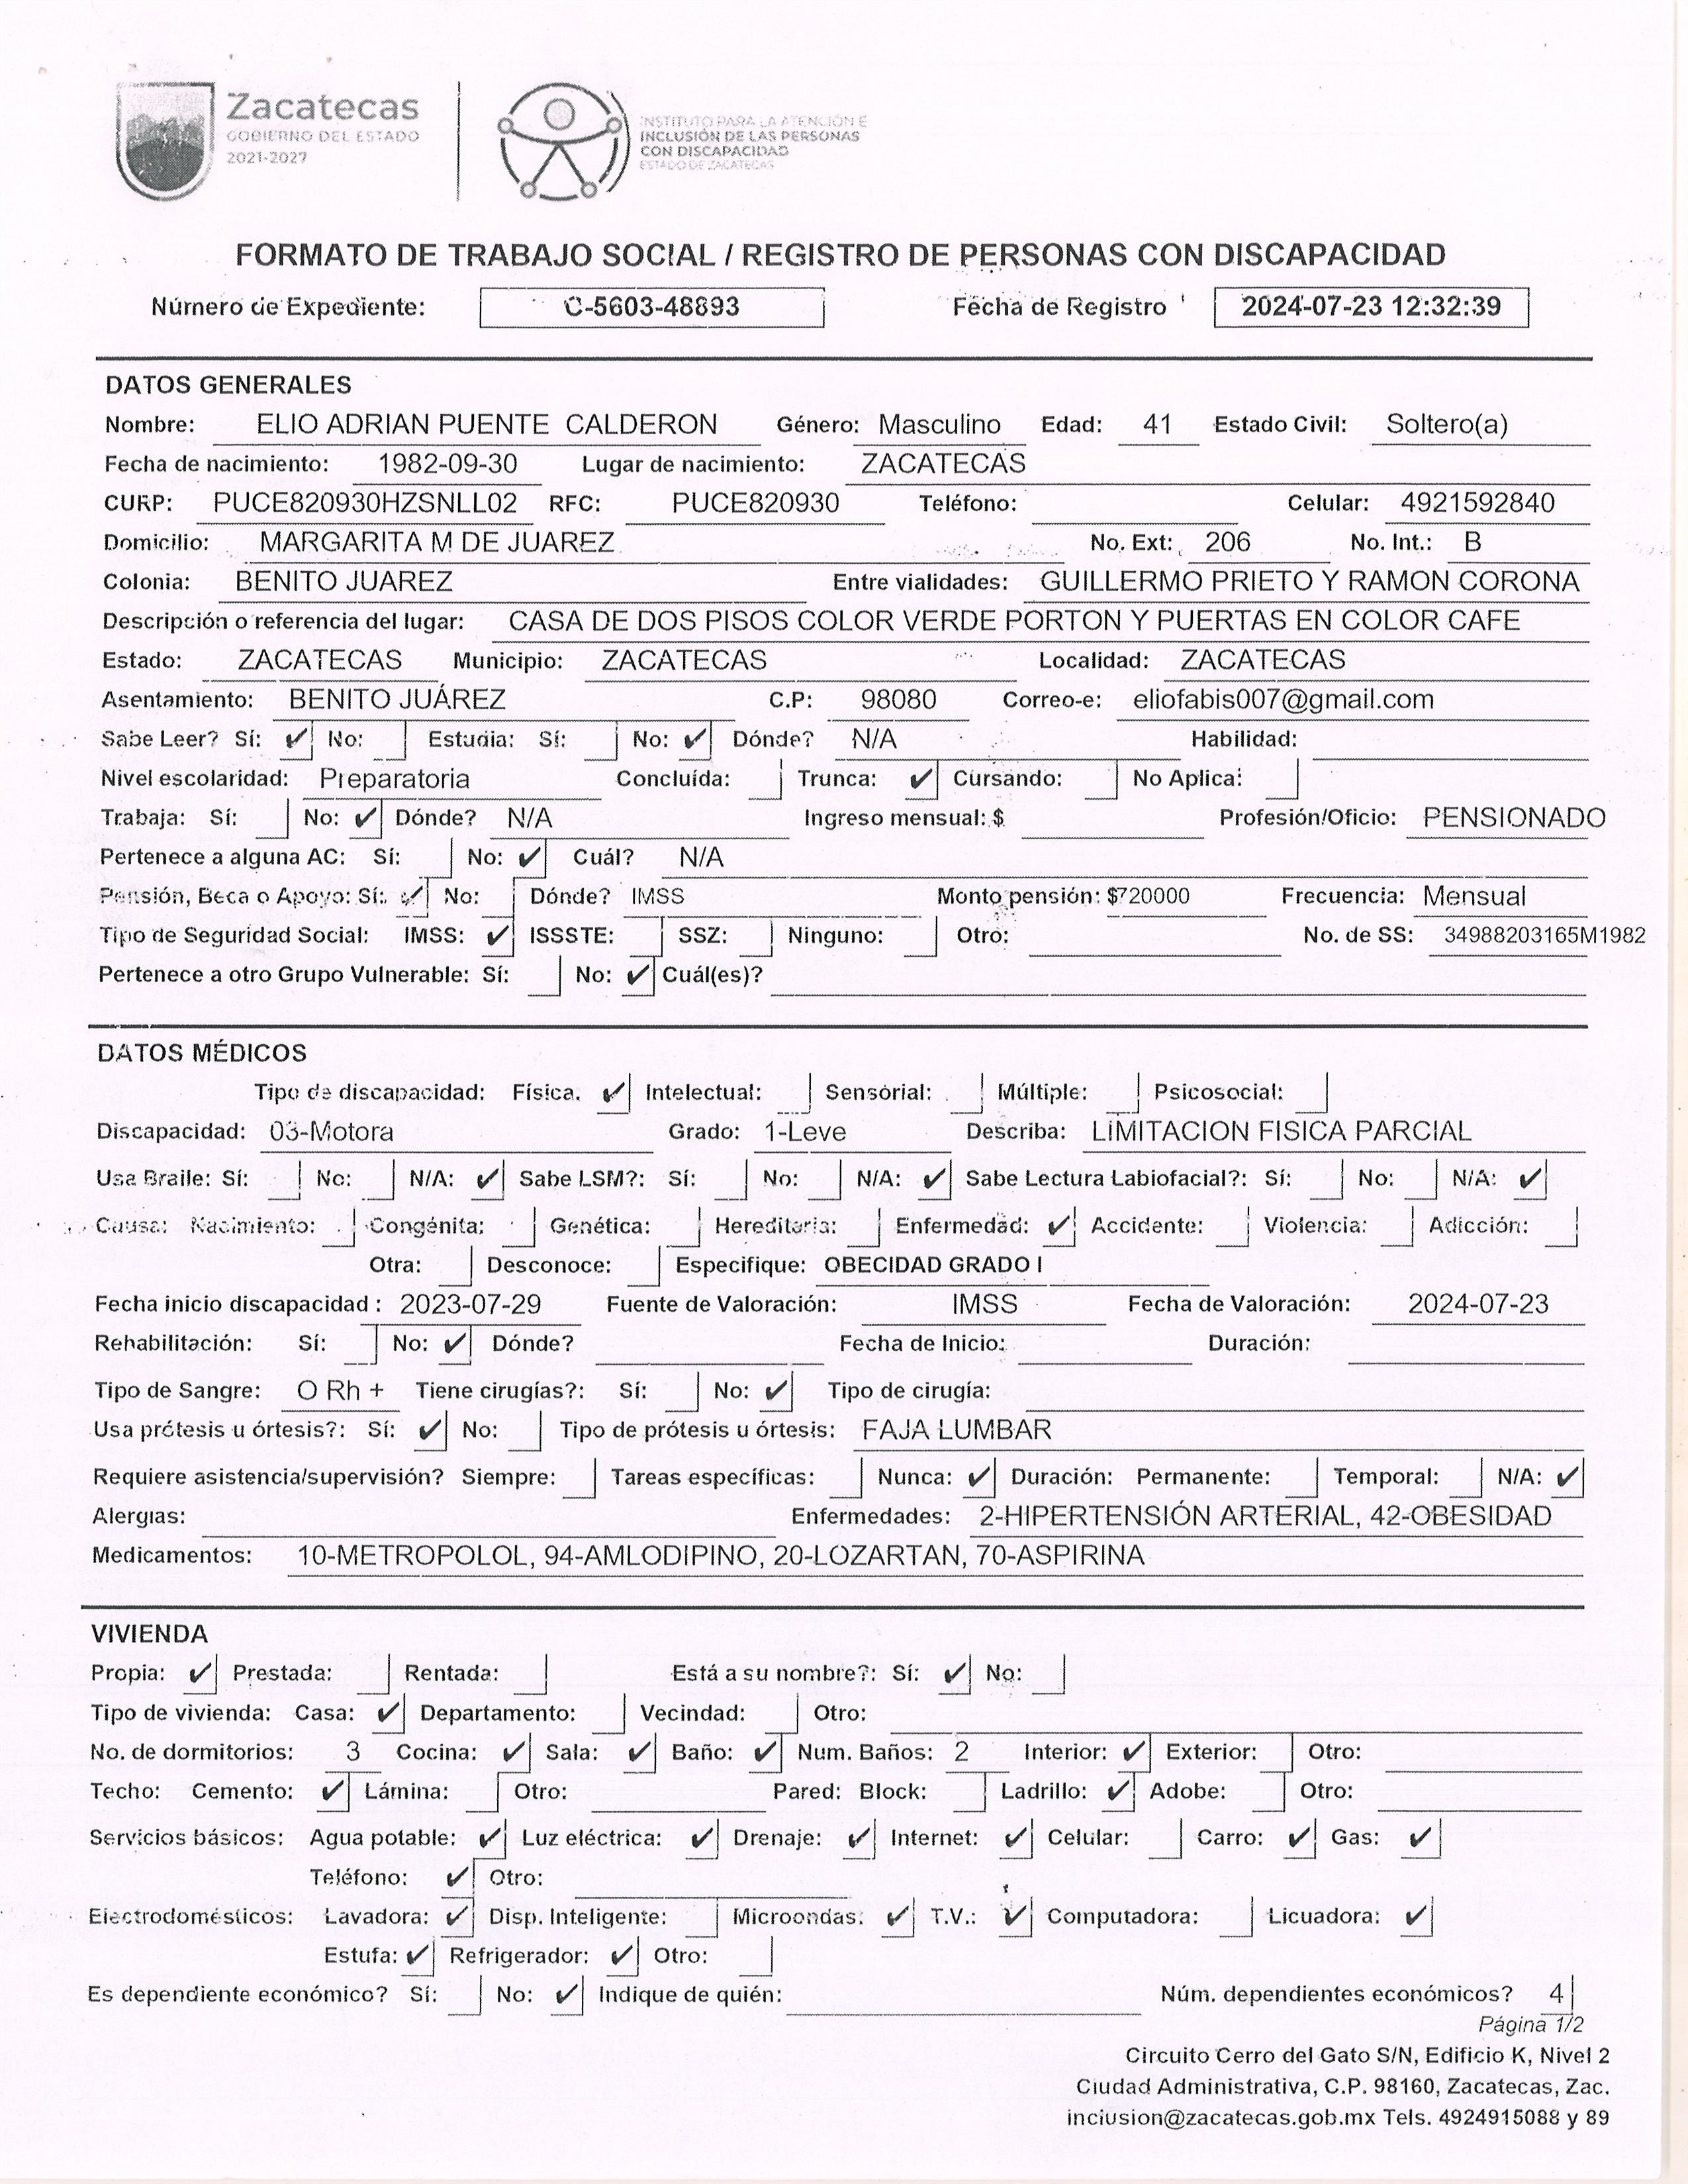 Zacatecas
GOBIERNO DEL ESTADO
2021-2027
INSTITUTO PARA LA ATENCIÓN E
INCLUSIÓN DE LAS PERSONAS
CON DISCAPACIDAD
ESTADO DE ZACATECAS
FORMATO DE TRABAJO SOCIAL / REGISTRO DE PERSONAS CON DISCAPACIDAD
Número de Expediente: C-5603-48893 Fecha de Registro 2024-07-23 12:32:39
DATOS GENERALES
Nombre: ELIO ADRIAN PUENTE CALDERON Género: Masculino Edad: 41 Estado Civil: Soltero(a)
Fecha de nacimiento: 1982-09-30 Lugar de nacimiento: ZACATECAS
CURP: PUCE820930HZSNLL02 RFC: PUCE820930 Teléfono: Celular: 4921592840
Domicilio: MARGARITA M DE JUAREZ No. Ext: 206 No. Int.: B
Colonia: BENITO JUAREZ Entre vialidades: GUILLERMO PRIETO Y RAMON CORONA
Descripción o referencia del lugar: CASA DE DOS PISOS COLOR VERDE PORTON Y PUERTAS EN COLOR CAFE
Estado: ZACATECAS Municipio: ZACATECAS Localidad: ZACATECAS
Asentamiento: BENITO JUÁREZ C.P: 98080 Correo-e: eliofabis007@gmail.com
Sabe Leer? Sí: ✓ No: Estudia: Sí: No: ✓ Dónde? N/A Habilidad:
Nivel escolaridad: Preparatoria Concluída: Trunca: ✓ Cursando: No Aplica:
Trabaja: Sí: No: ✓ Dónde? N/A Ingreso mensual: $ Profesión/Oficio: PENSIONADO
Pertenece a alguna AC: Sí: No: ✓ Cuál? N/A
Pensión, Beca o Apoyo: Sí: ✓ No: Dónde? IMSS Monto pensión: $720000 Frecuencia: Mensual
Tipo de Seguridad Social: IMSS: ✓ ISSSTE: SSZ: Ninguno: Otro: No. de SS: 34988203165M1982
Pertenece a otro Grupo Vulnerable: Sí: No: ✓ Cuál(es)?
DATOS MÉDICOS
Tipo de discapacidad: Física. ✓ Intelectual: Sensorial: Múltiple: Psicosocial:
Discapacidad: 03-Motora Grado: 1-Leve Describa: LIMITACION FISICA PARCIAL
Usa Braile: Sí: No: N/A: ✓ Sabe LSM?: Sí: No: N/A: ✓ Sabe Lectura Labiofacial?: Sí: No: N/A: ✓
Causa: Nacimiento: Congénita: Genética: Hereditaria: Enfermedad: ✓ Accidente: Violencia: Adicción:
Otra: Desconoce: Especifique: OBECIDAD GRADO I
Fecha inicio discapacidad : 2023-07-29 Fuente de Valoración: IMSS Fecha de Valoración: 2024-07-23
Rehabilitación: Sí: No: ✓ Dónde? Fecha de Inicio: Duración:
Tipo de Sangre: O Rh + Tiene cirugías?: Sí: No: ✓ Tipo de cirugía:
Usa prótesis u órtesis?: Sí: ✓ No: Tipo de prótesis u órtesis: FAJA LUMBAR
Requiere asistencia/supervisión? Siempre: Tareas específicas: Nunca: ✓ Duración: Permanente: Temporal: N/A: ✓
Alergias: Enfermedades: 2-HIPERTENSIÓN ARTERIAL, 42-OBESIDAD
Medicamentos: 10-METROPOLOL, 94-AMLODIPINO, 20-LOZARTAN, 70-ASPIRINA
VIVIENDA
Propia: ✓ Prestada: Rentada: Está a su nombre?: Sí: ✓ No:
Tipo de vivienda: Casa: ✓ Departamento: Vecindad: Otro:
No. de dormitorios: 3 Cocina: ✓ Sala: ✓ Baño: ✓ Num. Baños: 2 Interior: ✓ Exterior: Otro:
Techo: Cemento: ✓ Lámina: Otro: Pared: Block: Ladrillo: ✓ Adobe: Otro:
Servicios básicos: Agua potable: ✓ Luz eléctrica: ✓ Drenaje: ✓ Internet: ✓ Celular: Carro: ✓ Gas: ✓
Teléfono: ✓ Otro:
Electrodomésticos: Lavadora: ✓ Disp. Inteligente: Microondas: ✓ T.V.: ✓ Computadora: Licuadora: ✓
Estufa: ✓ Refrigerador: ✓ Otro:
Es dependiente económico? Sí: No: ✓ Indique de quién: Núm. dependientes económicos? 4
Página 1/2
Circuito Cerro del Gato S/N, Edificio K, Nivel 2
Ciudad Administrativa, C.P. 98160, Zacatecas, Zac.
inclusion@zacatecas.gob.mx Tels. 4924915088 y 89